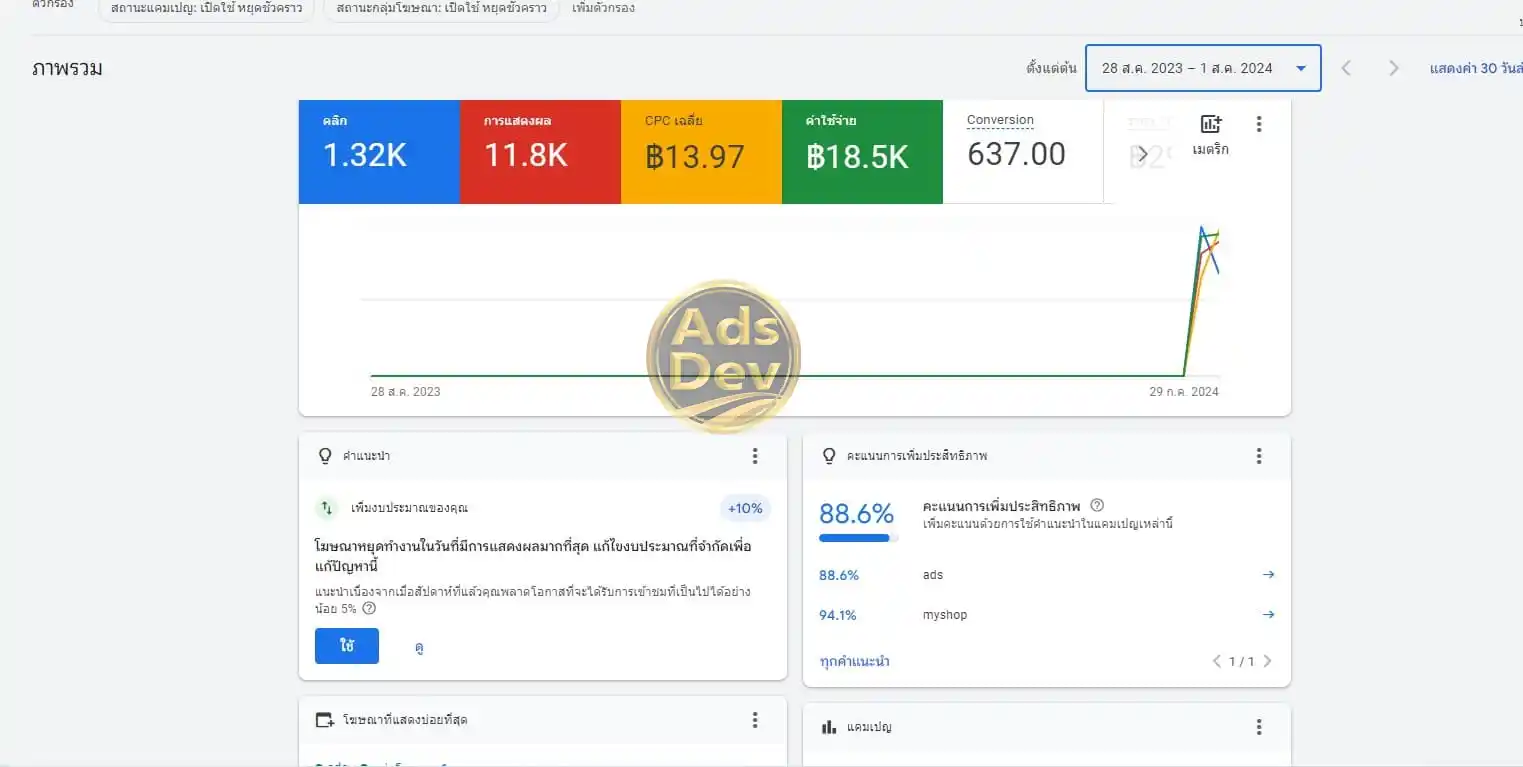 ตัวกรอง
สถานะแคมเปญ: เปิดใช้ หยุดชั่วคราว
สถานะกลุ่มโฆษณา: เปิดใช้ หยุดชั่วคราว
เพิ่มตัวกรอง
ภาพรวม
ตั้งแต่ต้น
28 ส.ค. 2023 – 1 ส.ค. 2024
แสดงค่า 30 วันล่
คลิก
การแสดงผล
CPC เฉลี่ย
ค่าใช้จ่าย
Conversion
1.32K
11.8K
฿13.97
฿18.5K
637.00
เมตริก
Ads
Dev
28 ส.ค. 2023
29 ก.ค. 2024
คำแนะนำ
เพิ่มงบประมาณของคุณ
+10%
โฆษณาหยุดทำงานในวันที่มีการแสดงผลมากที่สุด แก้ไขงบประมาณที่จำกัดเพื่อ
แก้ปัญหานี้
แนะนำเนื่องจากเมื่อสัปดาห์ที่แล้วคุณพลาดโอกาสที่จะได้รับการเข้าชมที่เป็นไปได้อย่าง
น้อย 5%
ใช้
ดู
คะแนนการเพิ่มประสิทธิภาพ
88.6%
คะแนนการเพิ่มประสิทธิภาพ
เพิ่มคะแนนด้วยการใช้คำแนะนำในแคมเปญเหล่านี้
88.6%
ads
94.1%
myshop
ทุกคำแนะนำ
1 / 1
โฆษณาที่แสดงบ่อยที่สุด
แคมเปญ